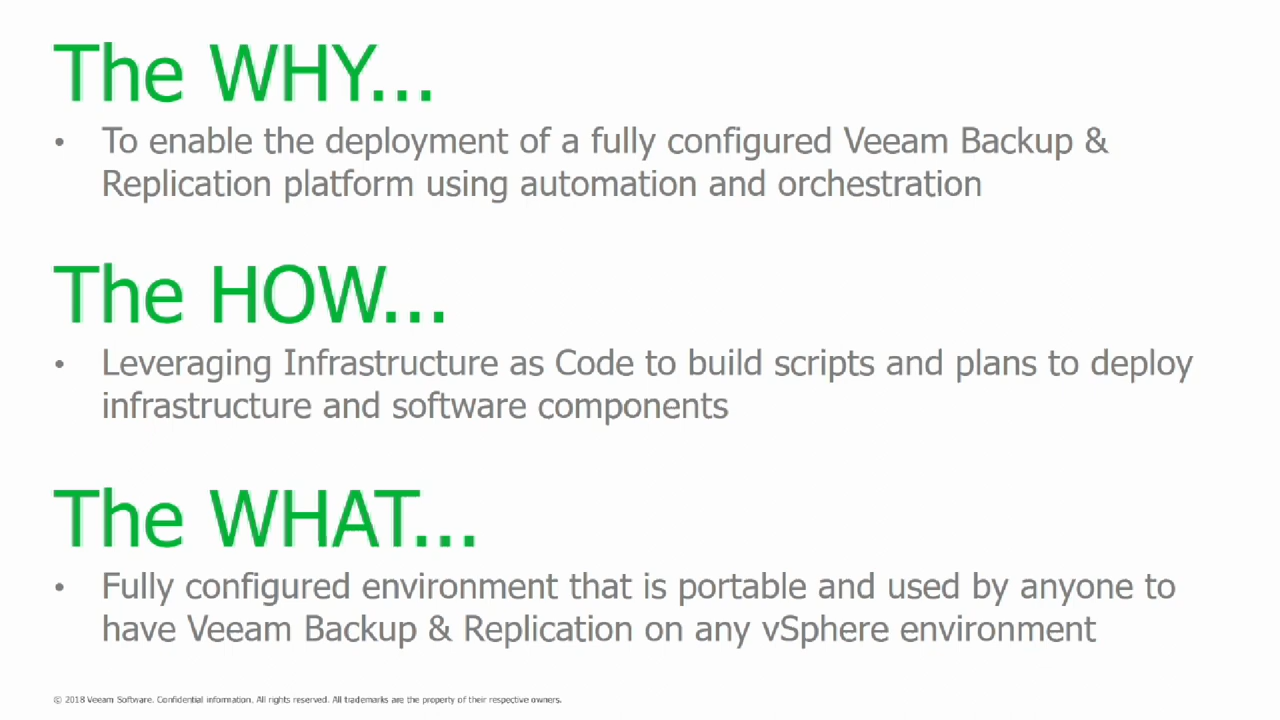 The WHY...
• To enable the deployment of a fully configured Veeam Backup &
Replication platform using automation and orchestration
The HOW...
• Leveraging Infrastructure as Code to build scripts and plans to deploy
infrastructure and software components
The WHAT...
• Fully configured environment that is portable and used by anyone to
have Veeam Backup & Replication on any vSphere environment
© 2018 Veeam Software. Confidential information. All rights reserved. All trademarks are the property of their respective owners.